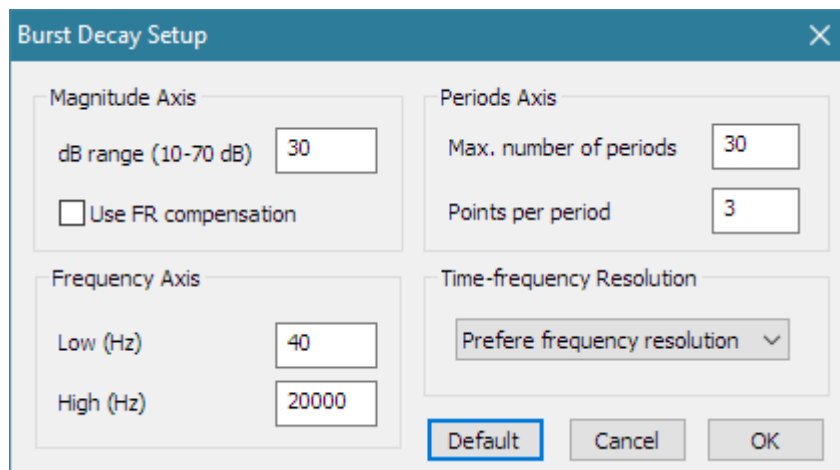 Burst Decay Setup
Magnitude Axis
dB range (10-70 dB) 30
Use FR compensation
Periods Axis
Max. number of periods 30
Points per period 3
Frequency Axis
Low (Hz) 40
High (Hz) 20000
Time-frequency Resolution
Prefere frequency resolution
Default Cancel OK